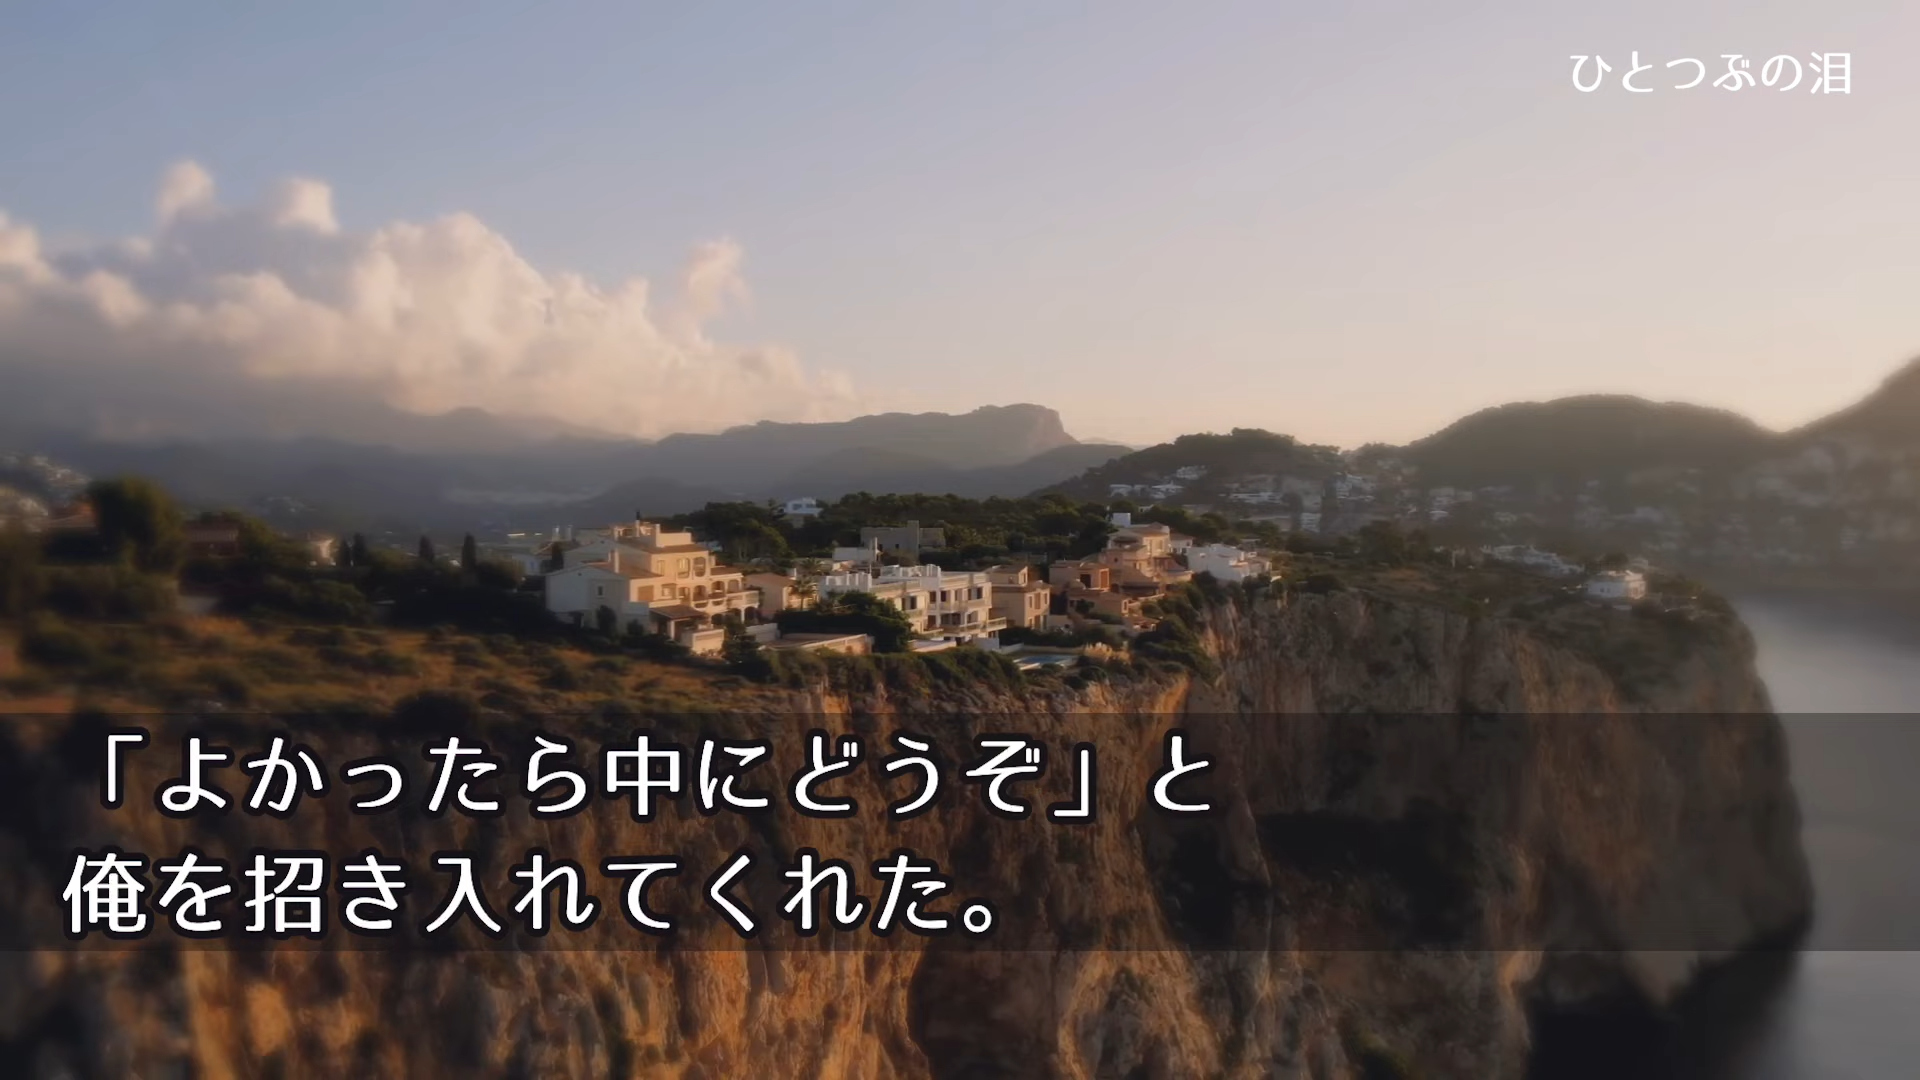 ひとつぶの泪
「よかったら中にどうぞ」と
俺を招き入れてくれた。